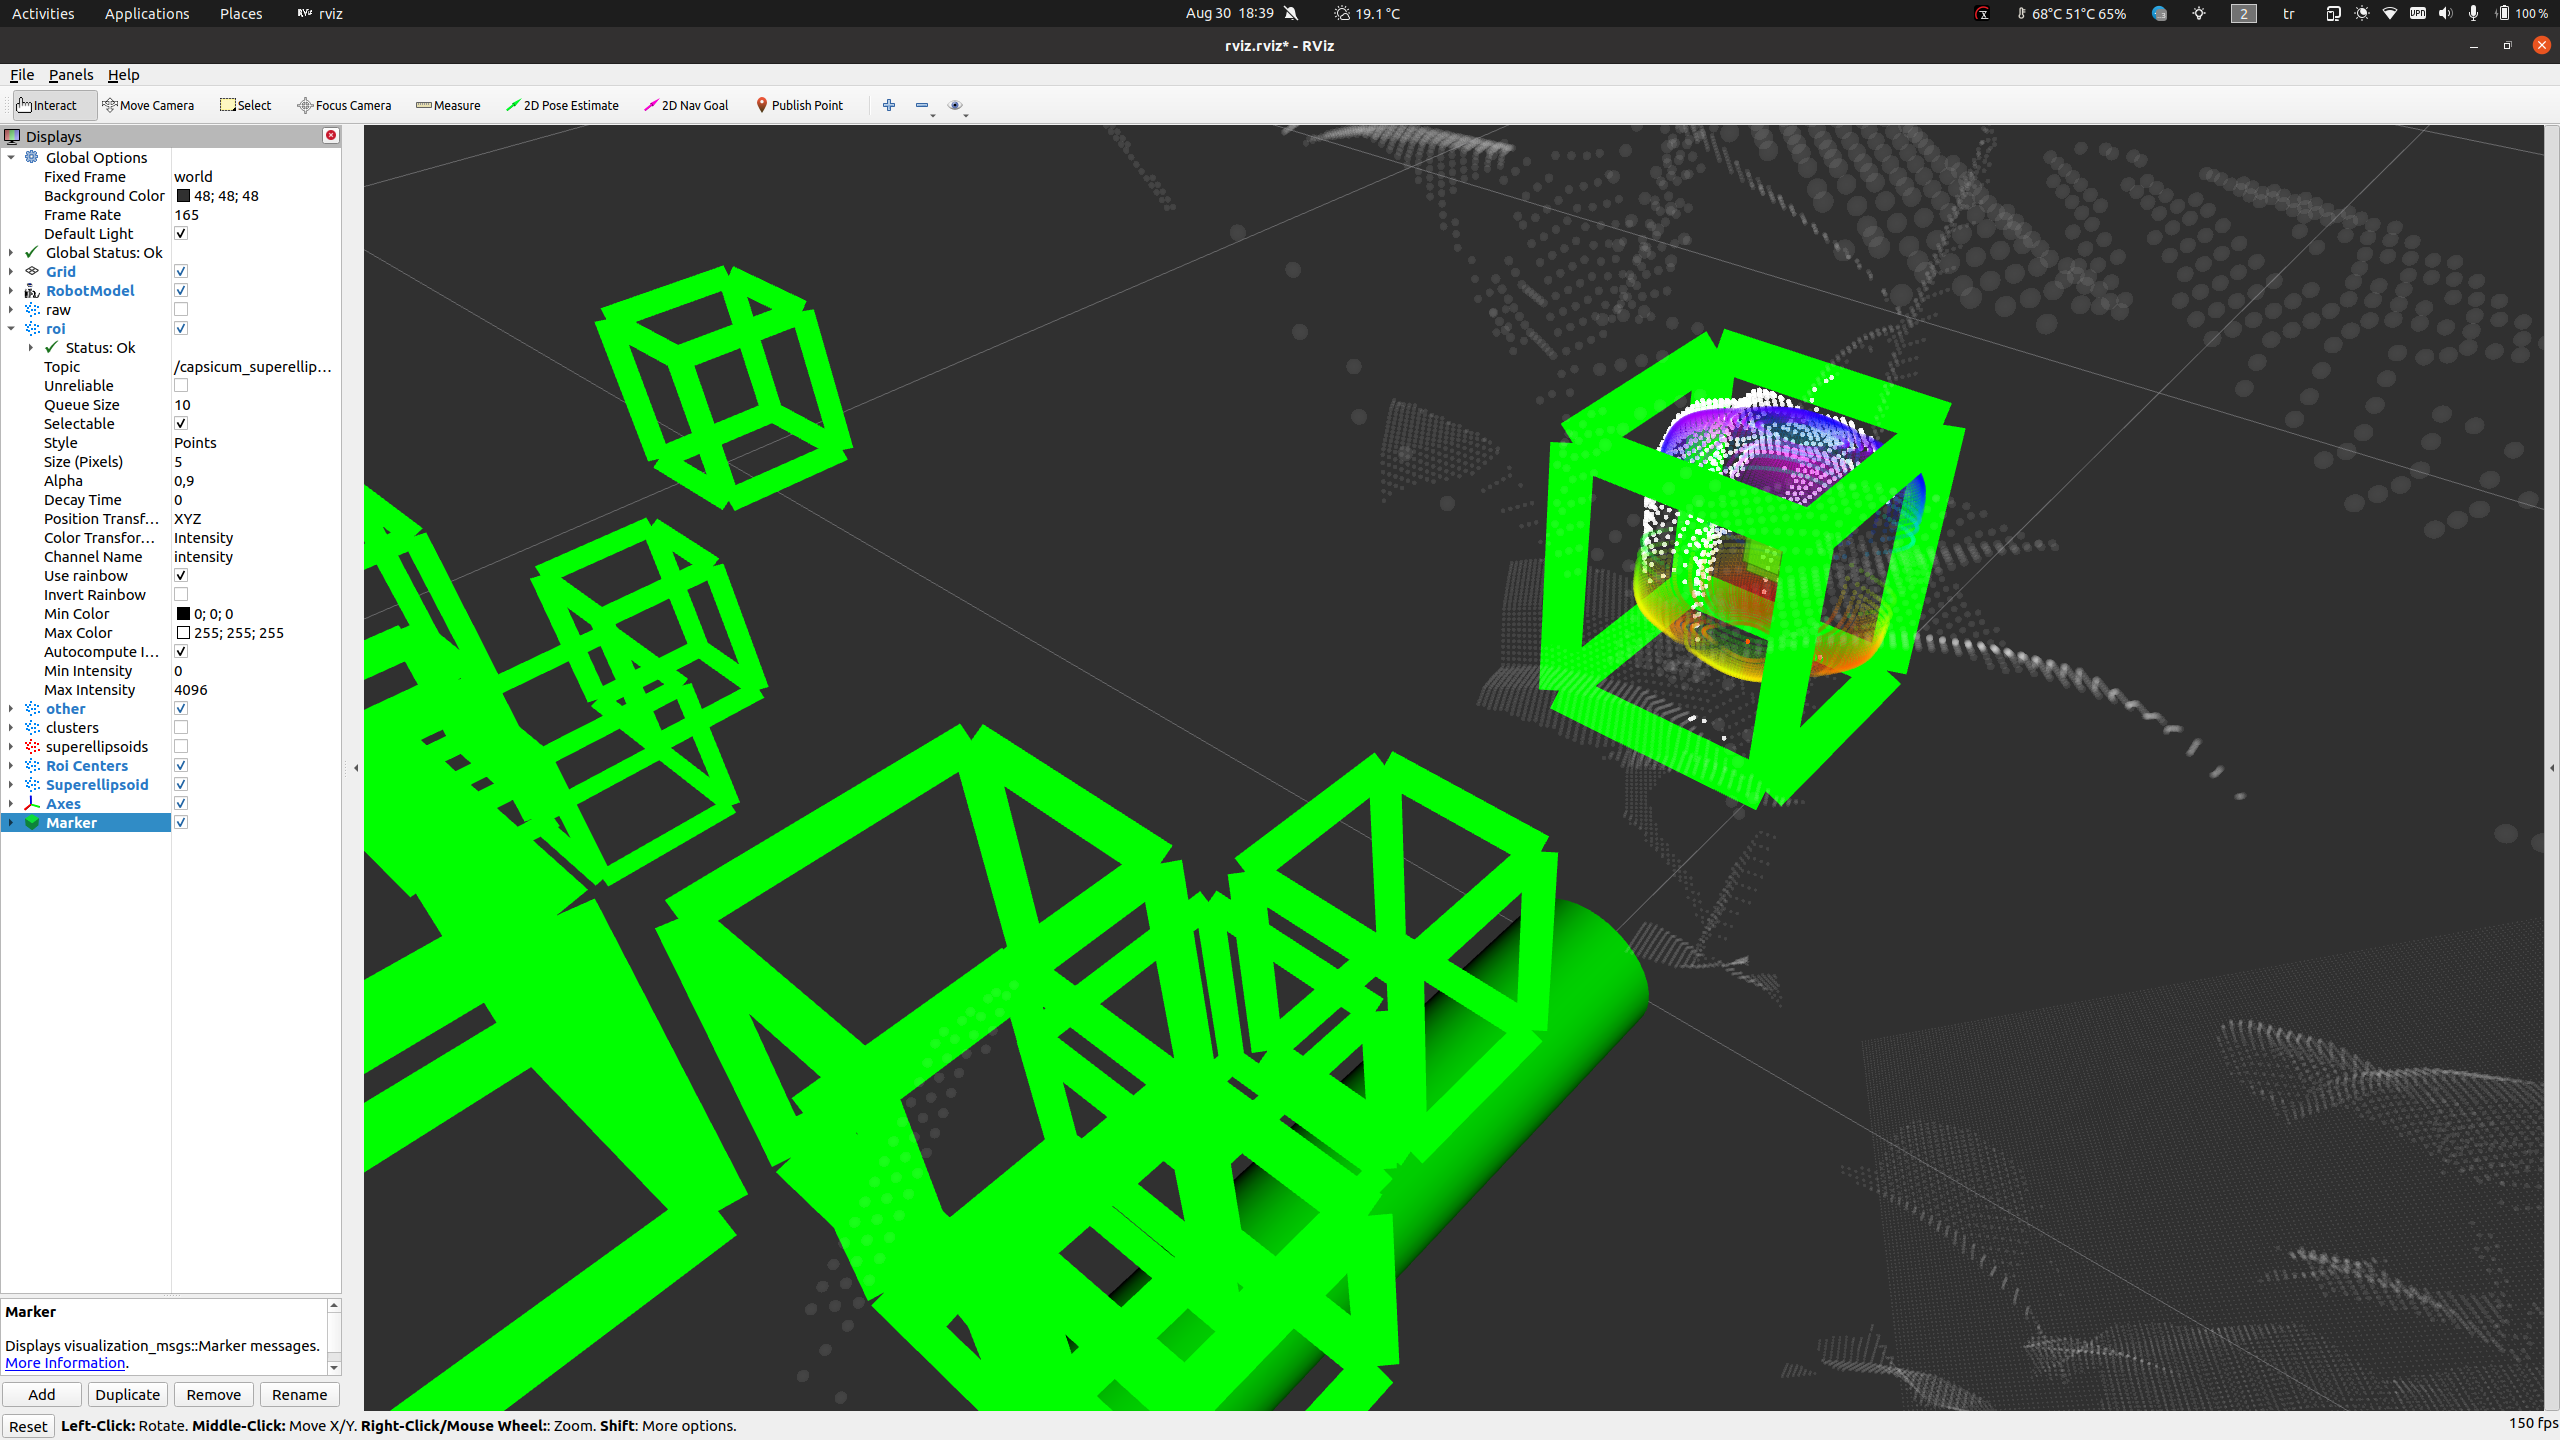 Activities Applications Places rviz Aug 30 18:39 19.1 °C 68°C 51°C 65% 2 tr VPN 100 %
rviz.rviz* - RViz
File Panels Help
Interact Move Camera Select Focus Camera Measure 2D Pose Estimate 2D Nav Goal Publish Point
Displays
Global Options
Fixed Frame world
Background Color 48; 48; 48
Frame Rate 165
Default Light
Global Status: Ok
Grid
RobotModel
raw
roi
Status: Ok
Topic /capsicum_superellip...
Unreliable
Queue Size 10
Selectable
Style Points
Size (Pixels) 5
Alpha 0,9
Decay Time 0
Position Transf... XYZ
Color Transfor... Intensity
Channel Name intensity
Use rainbow
Invert Rainbow
Min Color 0; 0; 0
Max Color 255; 255; 255
Autocompute I...
Min Intensity 0
Max Intensity 4096
other
clusters
superellipsoids
Roi Centers
Superellipsoid
Axes
Marker
Marker
Displays visualization_msgs::Marker messages.
More Information.
Add Duplicate Remove Rename
Reset Left-Click: Rotate. Middle-Click: Move X/Y. Right-Click/Mouse Wheel:: Zoom. Shift: More options. 150 fps